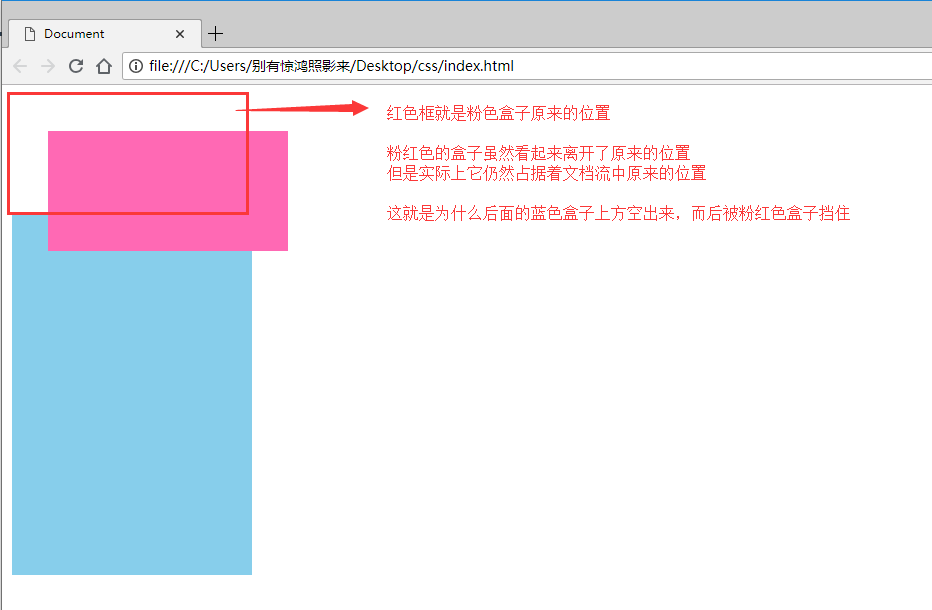 Document
file:///C:/Users/别有惊鸿照影来/Desktop/css/index.html
红色框就是粉色盒子原来的位置
粉红色的盒子虽然看起来离开了原来的位置
但是实际上它仍然占据着文档流中原来的位置
这就是为什么后面的蓝色盒子上方空出来，而后被粉红色盒子挡住